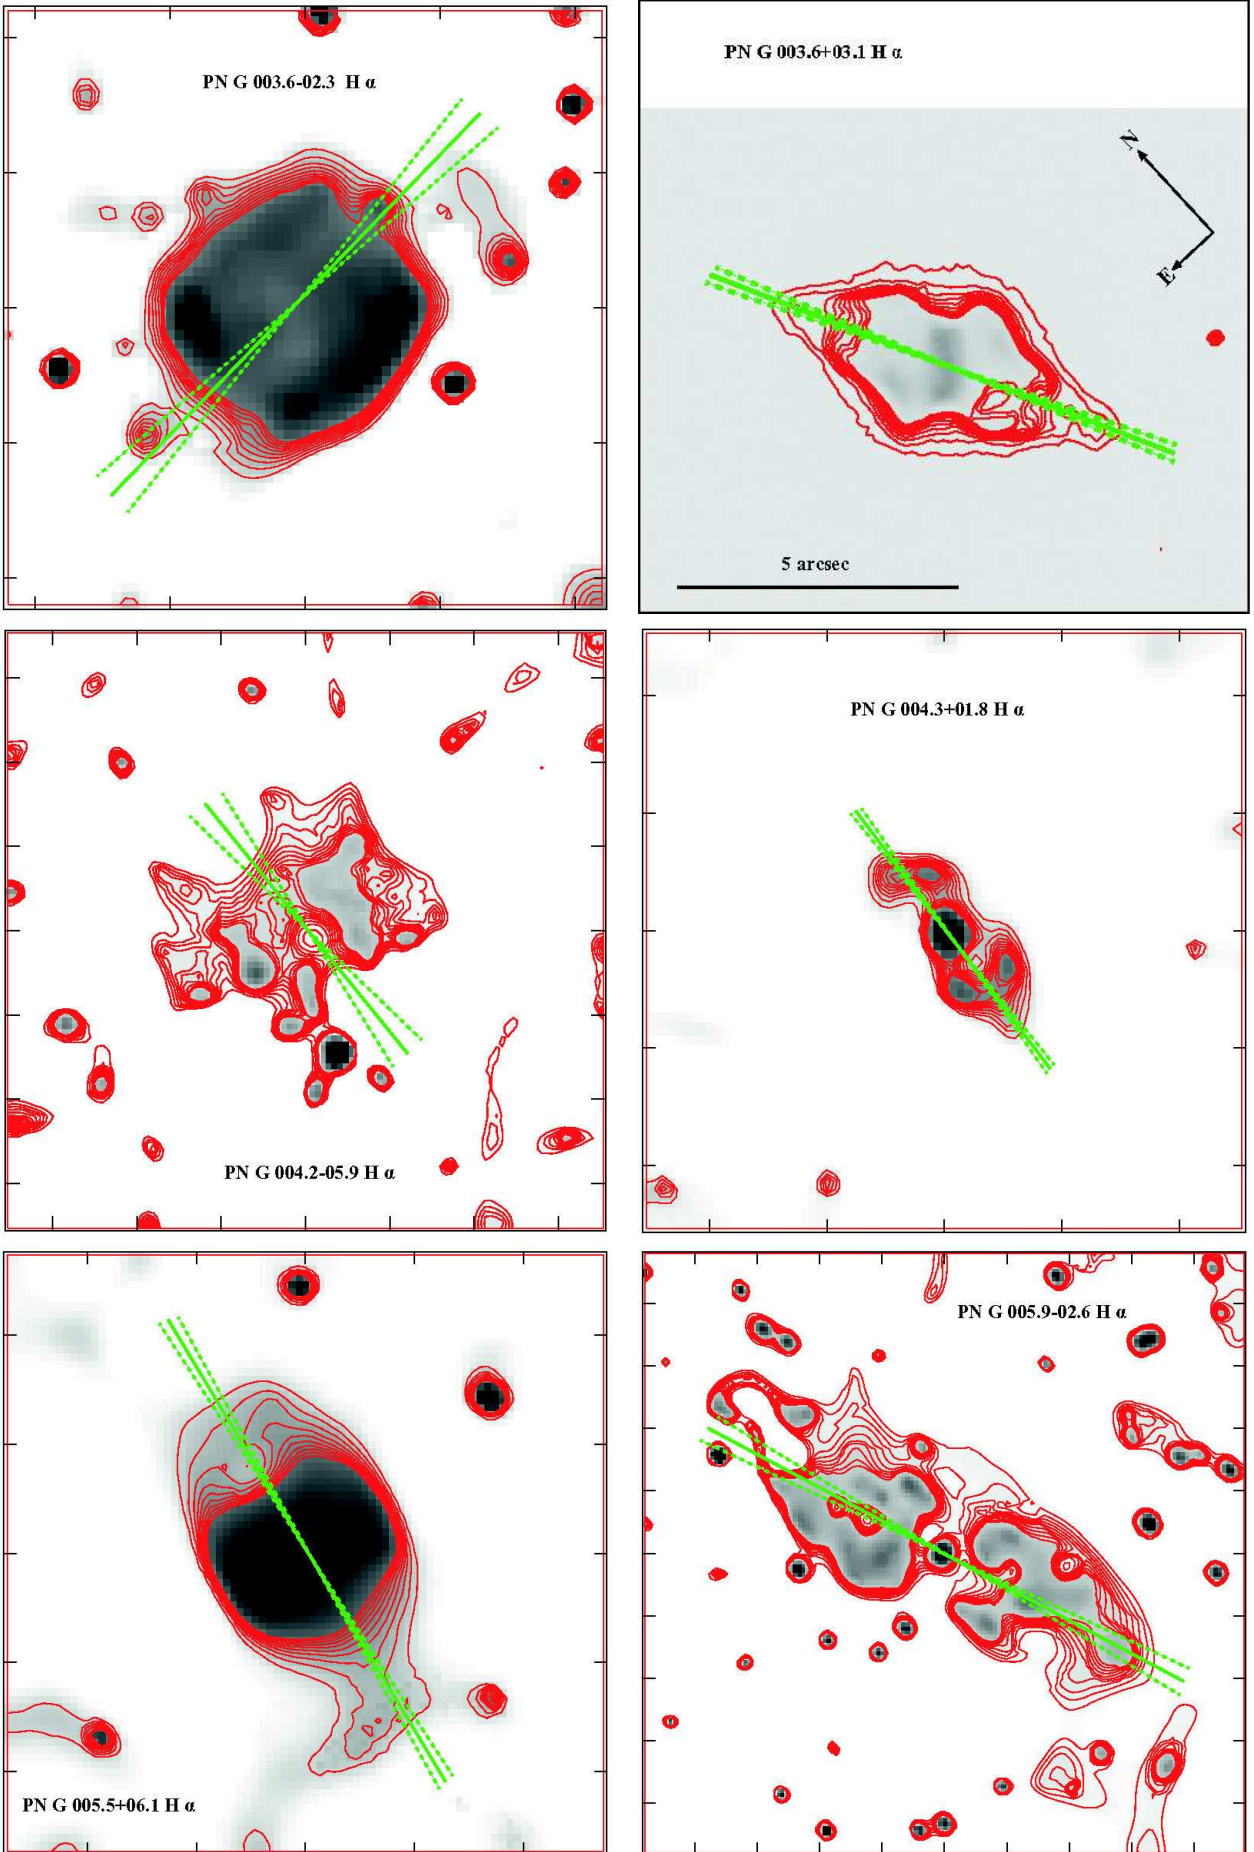 PN G 003.6-02.3 H α
PN G 003.6+03.1 H α
N
E
5 arcsec
PN G 004.2-05.9 H α
PN G 004.3+01.8 H α
PN G 005.5+06.1 H α
PN G 005.9-02.6 H α